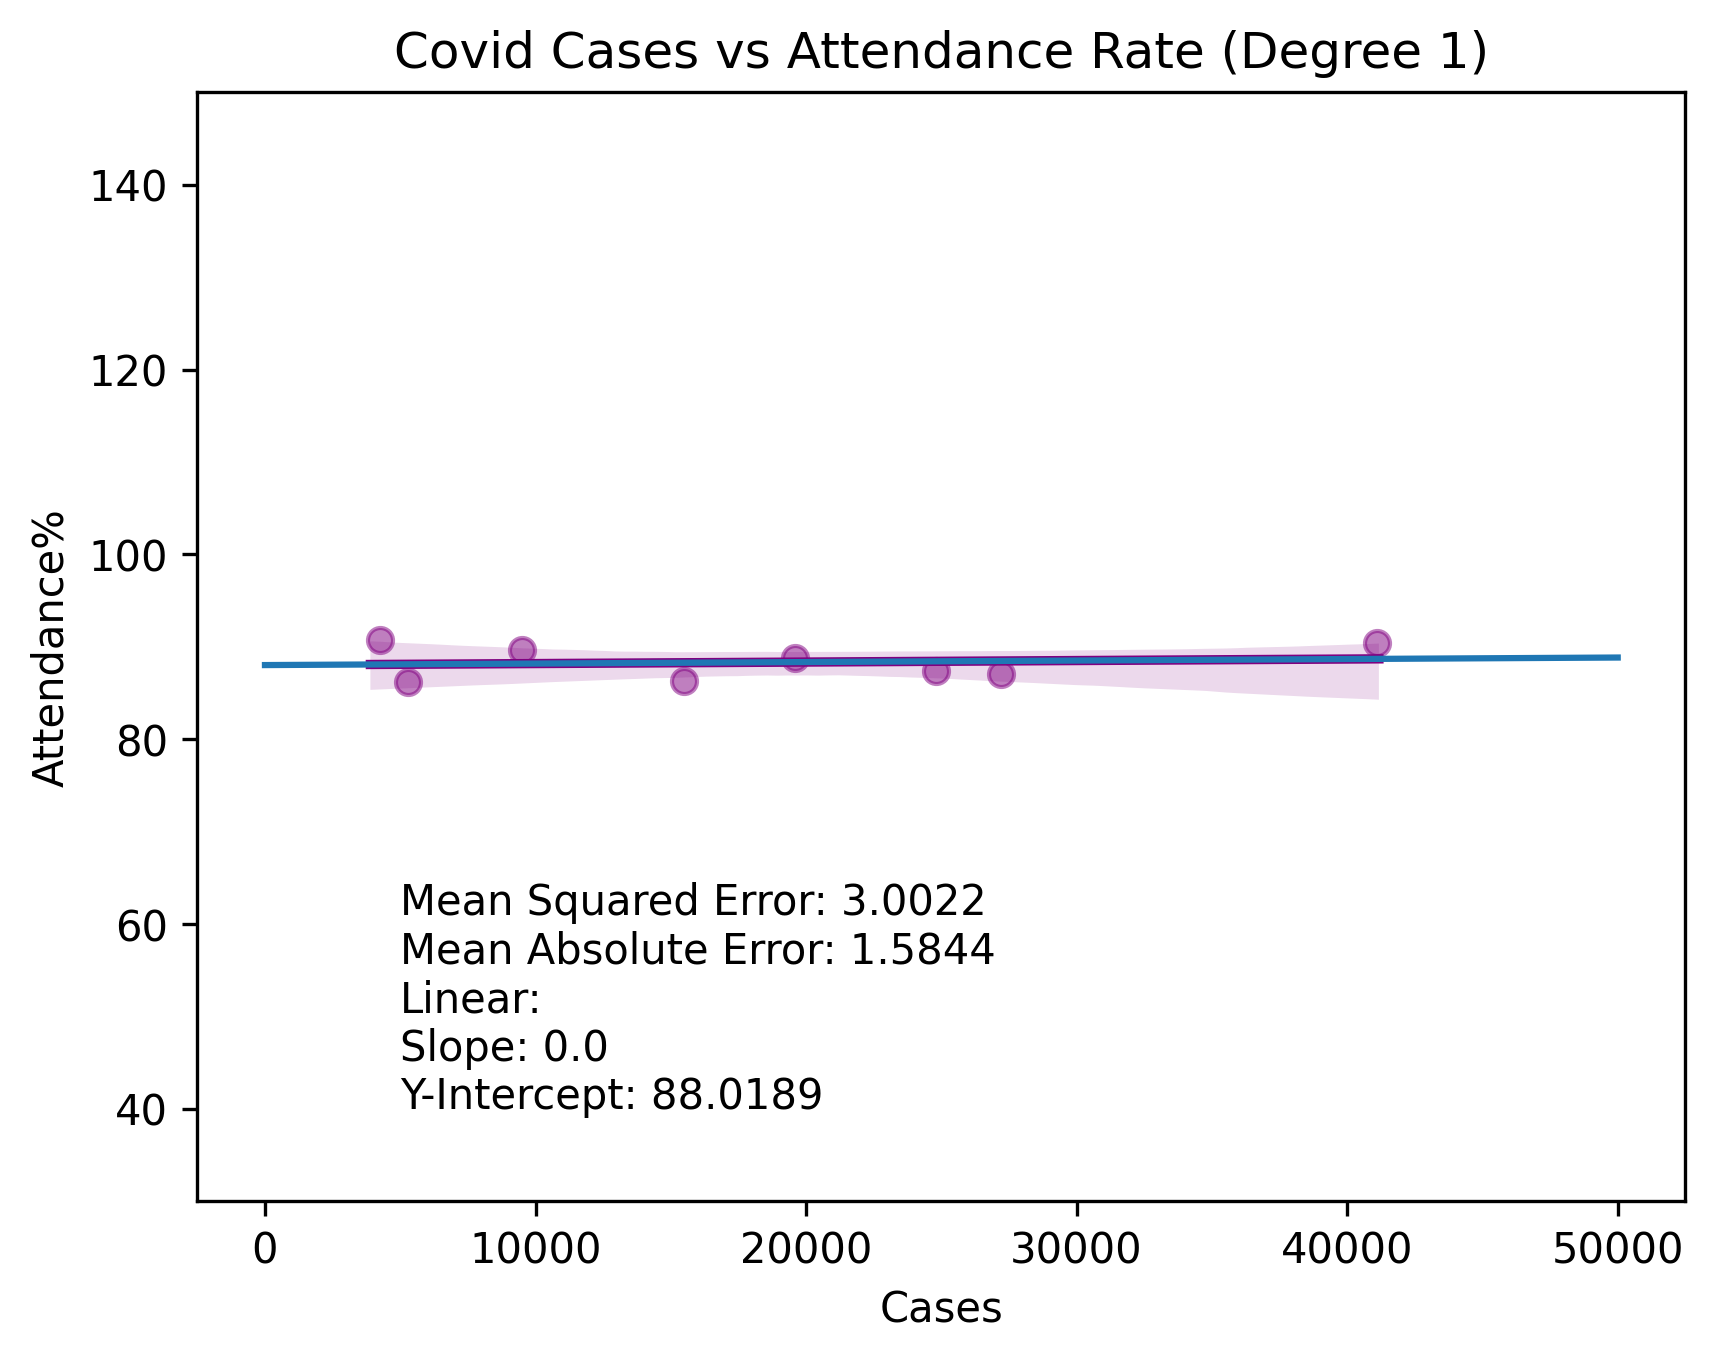 Covid Cases vs Attendance Rate (Degree 1)
140
120
100
80
60
40
Attendance%
Mean Squared Error: 3.0022
Mean Absolute Error: 1.5844
Linear:
Slope: 0.0
Y-Intercept: 88.0189
0 10000 20000 30000 40000 50000
Cases